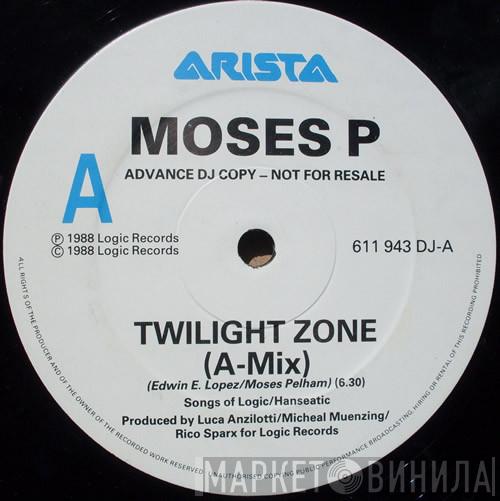 ARISTA
MOSES P
ADVANCE DJ COPY – NOT FOR RESALE
A
Ⓟ 1988 Logic Records
© 1988 Logic Records
611 943 DJ-A
TWILIGHT ZONE
(A-Mix)
(Edwin E. Lopez/Moses Pelham) (6.30)
Songs of Logic/Hanseatic
Produced by Luca Anzilotti/Micheal Muenzing/
Rico Sparx for Logic Records
ALL RIGHTS OF THE PRODUCER AND OF THE OWNER OF THE RECORDED WORK RESERVED. UNAUTHORISED COPYING PUBLIC PERFORMANCE BROADCASTING, HIRING OR RENTAL OF THIS RECORDING PROHIBITED
МАРКЕТ ВИНИЛА